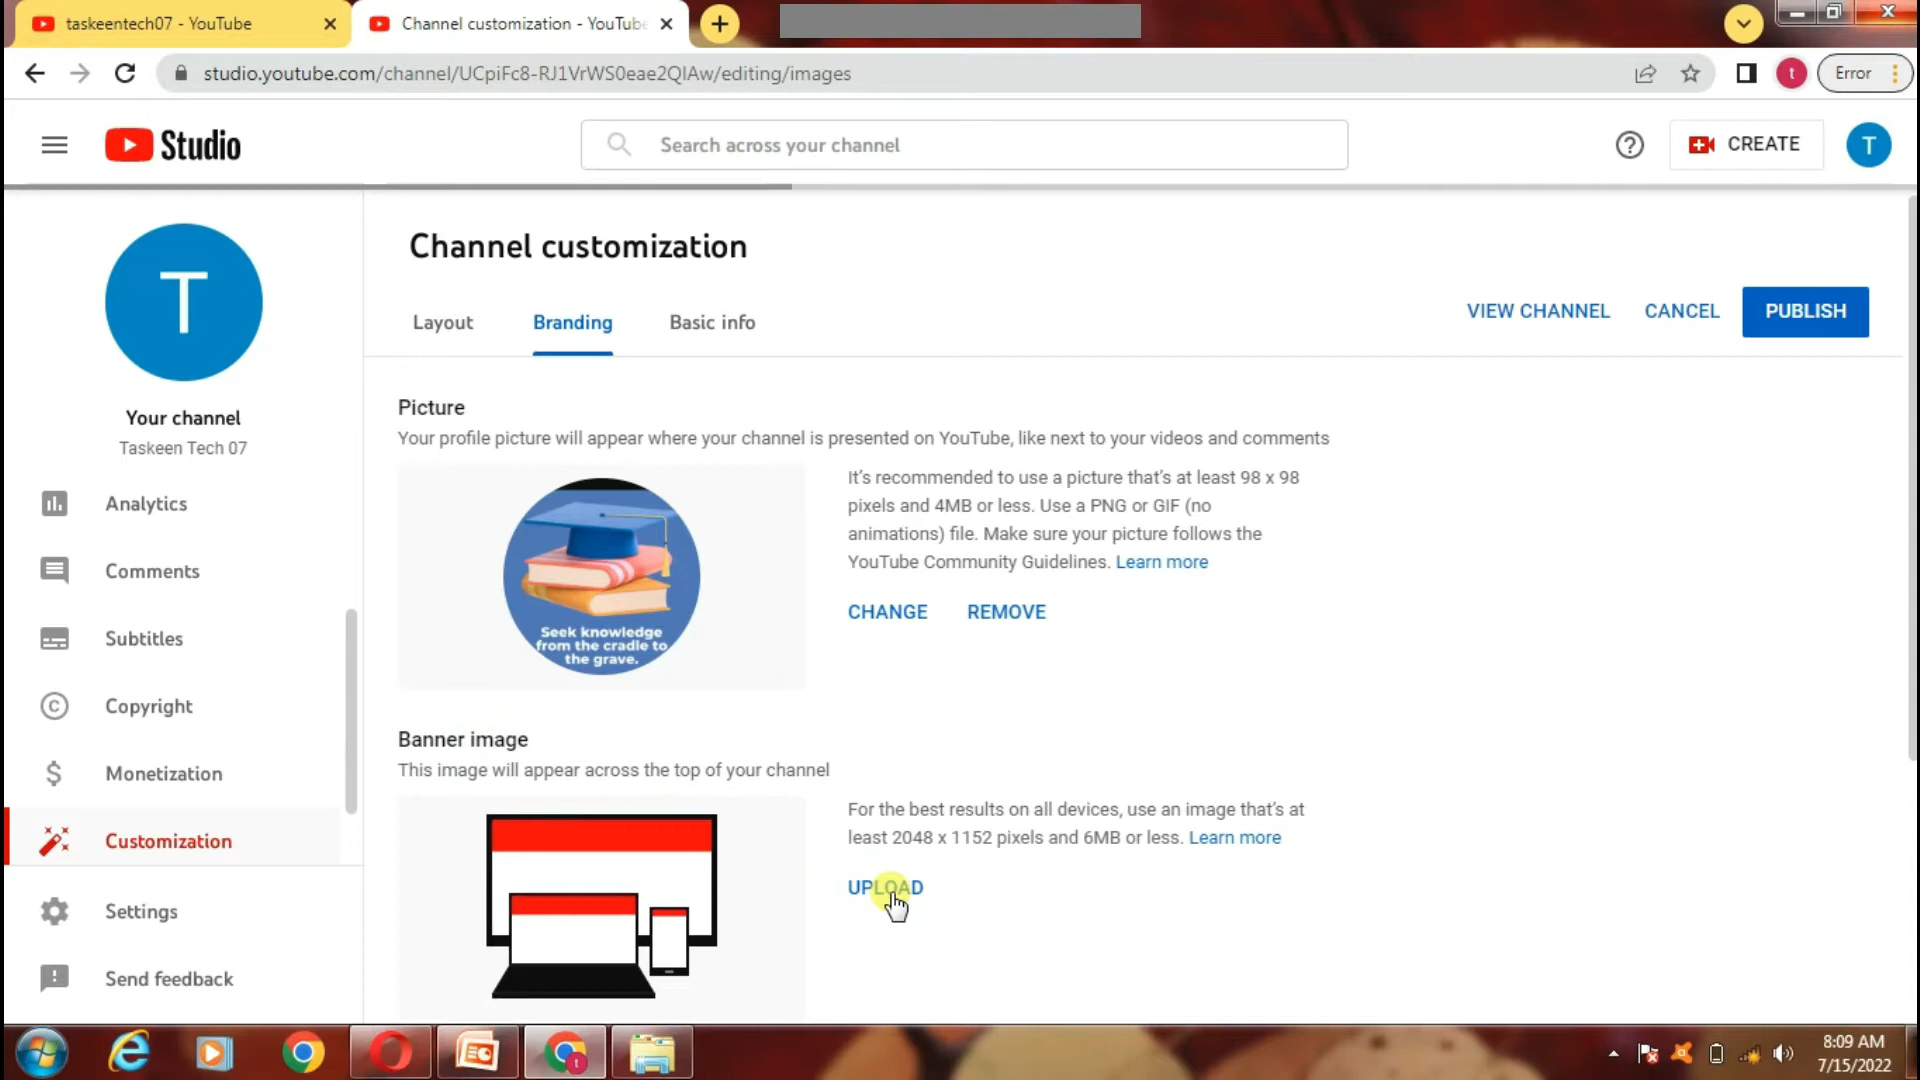 taskeentech07 - YouTube
Channel customization - YouTube
studio.youtube.com/channel/UCpiFc8-RJ1VrWS0eae2QIAw/editing/images
t
Error
Studio
Search across your channel
CREATE
T
T
Your channel
Taskeen Tech 07
Analytics
Comments
Subtitles
Copyright
Monetization
Customization
Settings
Send feedback
Channel customization
Layout
Branding
Basic info
VIEW CHANNEL
CANCEL
PUBLISH
Picture
Your profile picture will appear where your channel is presented on YouTube, like next to your videos and comments
Seek knowledge
from the cradle to
the grave.
It's recommended to use a picture that's at least 98 x 98
pixels and 4MB or less. Use a PNG or GIF (no
animations) file. Make sure your picture follows the
YouTube Community Guidelines. Learn more
CHANGE
REMOVE
Banner image
This image will appear across the top of your channel
For the best results on all devices, use an image that's at
least 2048 x 1152 pixels and 6MB or less. Learn more
UPLOAD
t
8:09 AM
7/15/2022